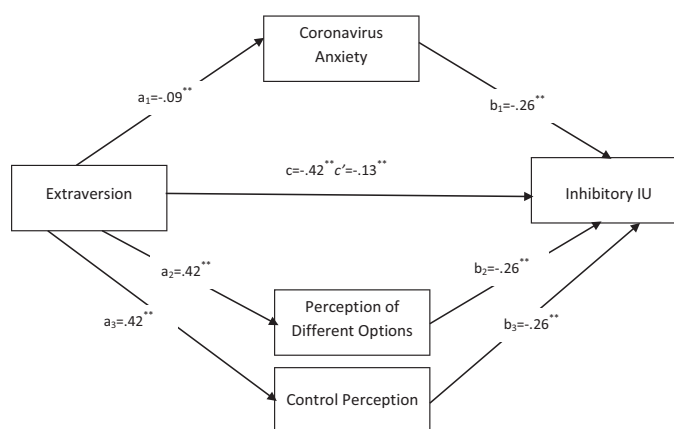 Coronavirus
Anxiety
a₁=-.09**
b₁=-.26**
c=-.42** c′=-.13**
Extraversion
Inhibitory IU
a₂=.42**
b₂=-.26**
a₃=.42**
Perception of
Different Options
b₃=-.26**
Control Perception